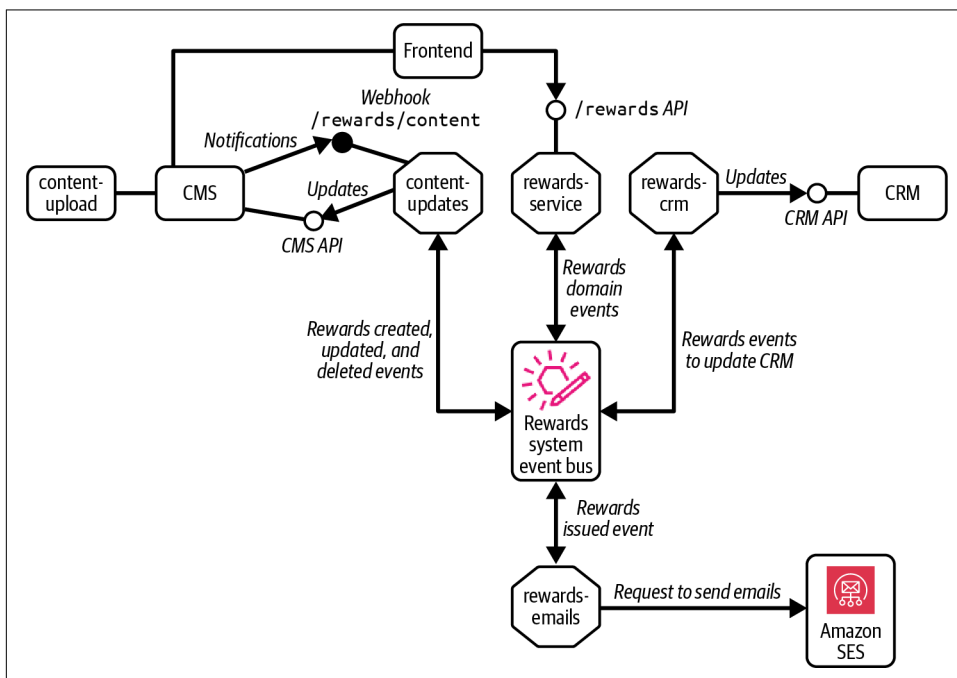 Frontend
Webhook
/rewards/content
/rewards API
Notifications
content-
upload
CMS
Updates
CMS API
content-
updates
rewards-
service
rewards-
crm
Updates
CRM API
CRM
Rewards created,
updated, and
deleted events
Rewards
domain
events
Rewards events
to update CRM
Rewards
system
event bus
Rewards
issued event
rewards-
emails
Request to send emails
Amazon
SES